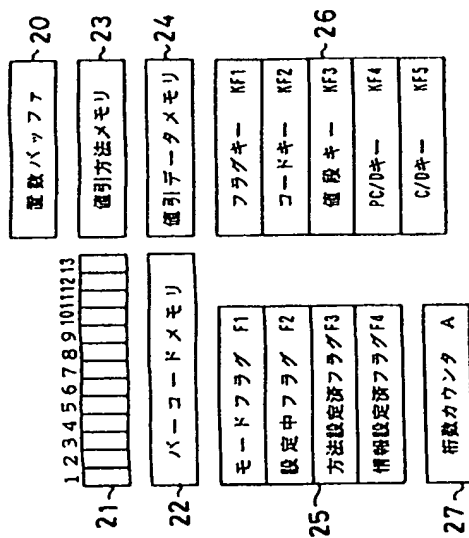 1 2 3 4 5 6 7 8 9 10 11 12 13
21
置数バッファ
20
バーコードメモリ
22
値引方法メモリ
23
値引データメモリ
24
モードフラグ F1
設定中フラグ F2
方法設定済フラグF3
情報設定済フラグF4
25
フラグキー KF1
コードキー KF2
値段キー KF3
PC/Dキー KF4
C/Dキー KF5
26
桁数カウンタ A
27